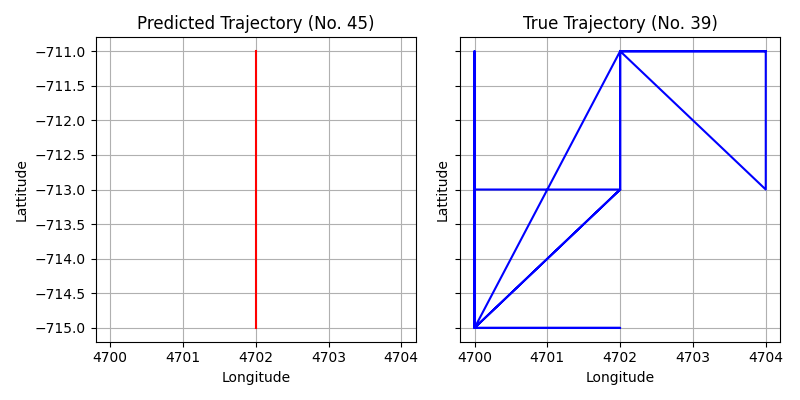 Predicted Trajectory (No. 45)
True Trajectory (No. 39)
−711.0
−711.5
−712.0
−712.5
−713.0
−713.5
−714.0
−714.5
−715.0
Lattitude
Lattitude
4700 4701 4702 4703 4704
4700 4701 4702 4703 4704
Longitude
Longitude